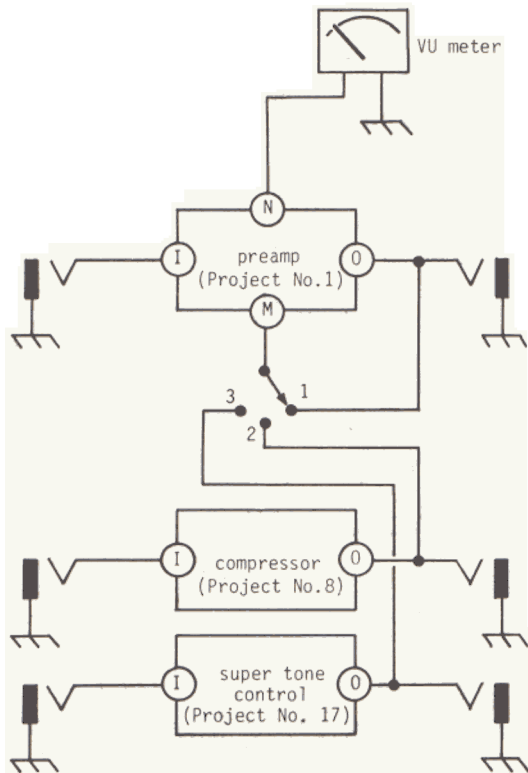 VU meter
N
I
preamp
(Project No.1)
O
M
3
1
2
I
compressor
(Project No.8)
O
I
super tone
control
(Project No. 17)
O